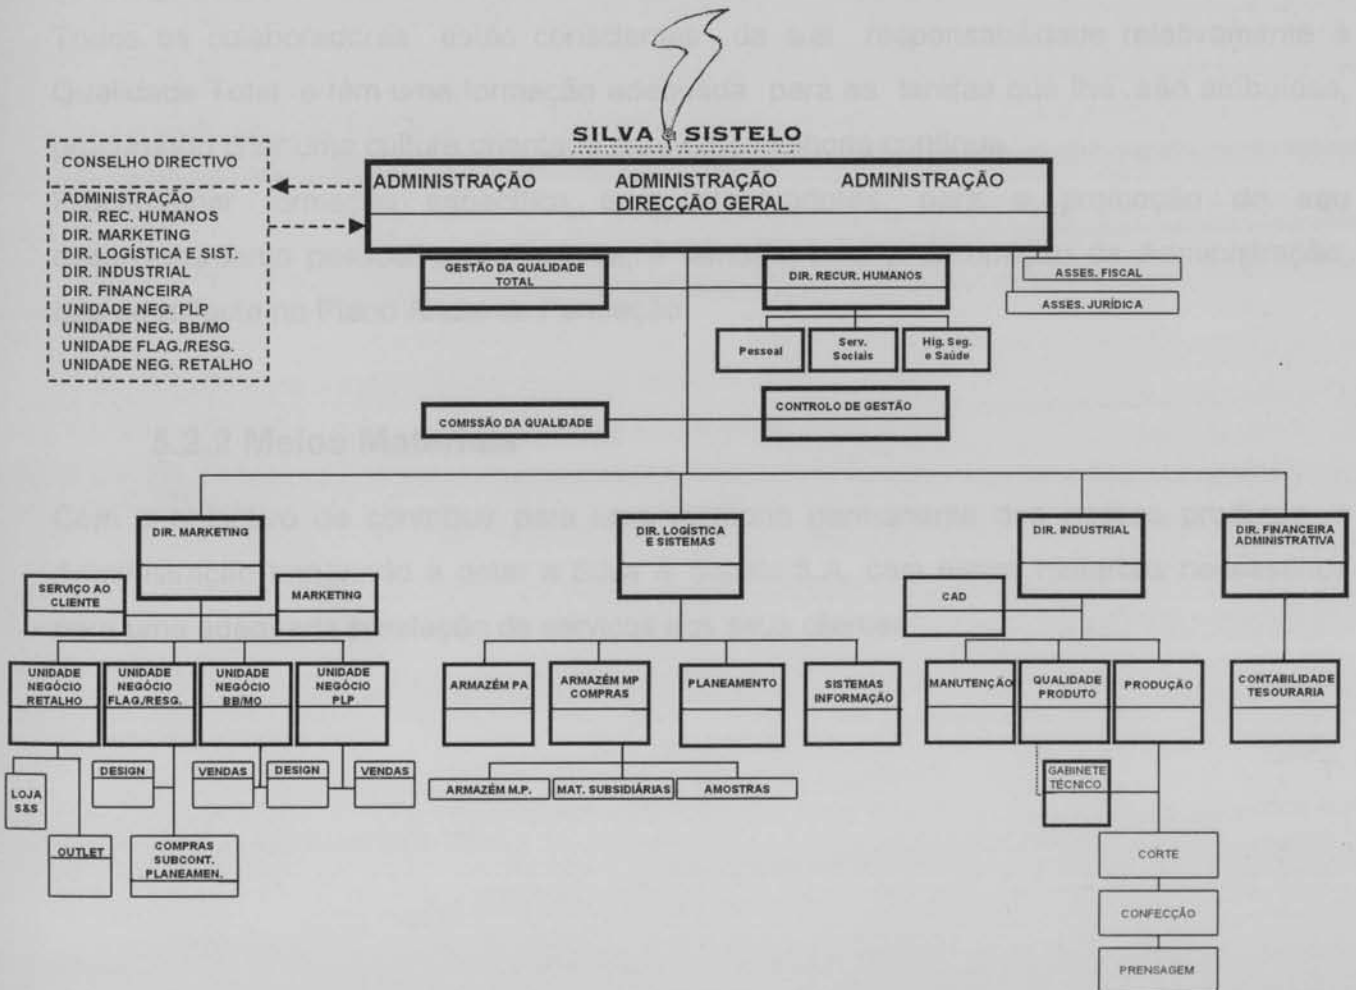 SILVA SISTELO
CONSELHO DIRECTIVO
ADMINISTRAÇÃO
DIR. REC. HUMANOS
DIR. MARKETING
DIR. LOGÍSTICA E SIST.
DIR. INDUSTRIAL
DIR. FINANCEIRA
UNIDADE NEG. PLP
UNIDADE NEG. BB/MO
UNIDADE FLAG./RESG.
UNIDADE NEG. RETALHO
ADMINISTRAÇÃO
ADMINISTRAÇÃO
DIRECÇÃO GERAL
ADMINISTRAÇÃO
GESTÃO DA QUALIDADE
TOTAL
DIR. RECUR. HUMANOS
ASSES. FISCAL
ASSES. JURÍDICA
Pessoal
Serv.
Sociais
Hig. Seg.
e Saúde
COMISSÃO DA QUALIDADE
CONTROLO DE GESTÃO
5.2.2 Meios Materiais
DIR. MARKETING
DIR. LOGÍSTICA
E SISTEMAS
DIR. INDUSTRIAL
DIR. FINANCEIRA
ADMINISTRATIVA
SERVIÇO AO
CLIENTE
MARKETING
CAD
UNIDADE
NEGÓCIO
RETALHO
UNIDADE
NEGÓCIO
FLAG./RESG.
UNIDADE
NEGÓCIO
BB/MO
UNIDADE
NEGÓCIO
PLP
ARMAZÉM PA
ARMAZÉM MP
COMPRAS
PLANEAMENTO
SISTEMAS
INFORMAÇÃO
MANUTENÇÃO
QUALIDADE
PRODUTO
PRODUÇÃO
CONTABILIDADE
TESOURARIA
LOJA
S&S
DESIGN
VENDAS
DESIGN
VENDAS
ARMAZÉM M.P.
MAT. SUBSIDIÁRIAS
AMOSTRAS
GABINETE
TÉCNICO
OUTLET
COMPRAS
SUBCONT.
PLANEAMEN.
CORTE
CONFECÇÃO
PRENSAGEM